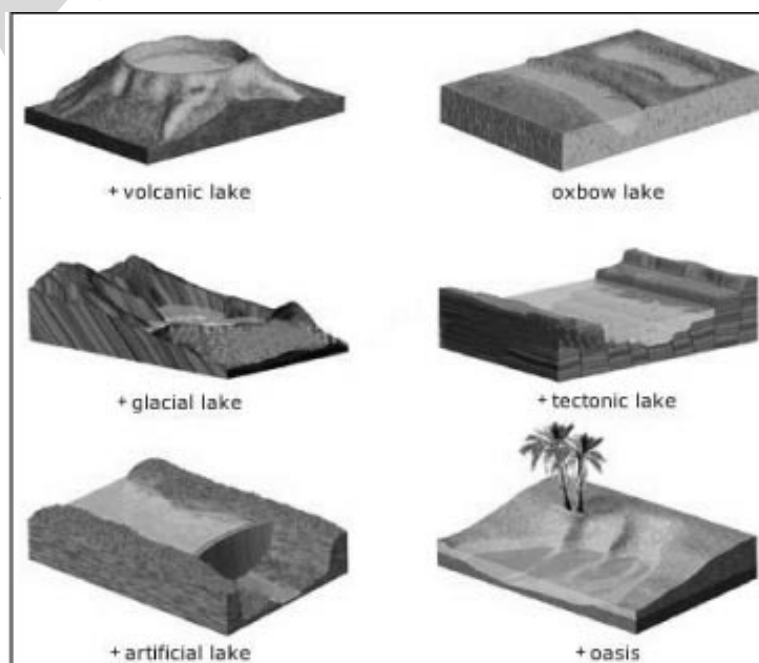 + volcanic lake
oxbow lake
+ glacial lake
+ tectonic lake
+ artificial lake
+ oasis